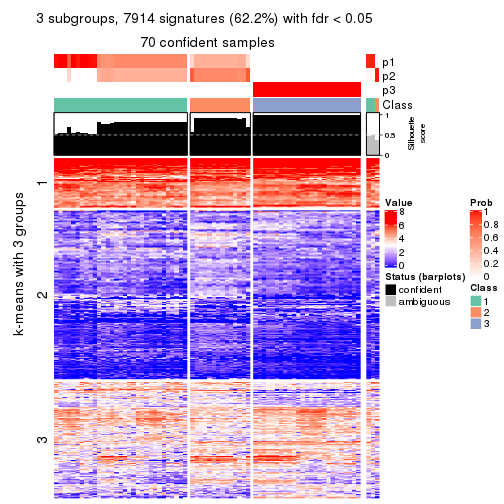 3 subgroups, 7914 signatures (62.2%) with fdr < 0.05
70 confident samples
p1
p2
p3
Class
1
0.5
0
Silhouette
score
k-means with 3 groups
1
2
3
Value
8
6
4
2
0
Status (barplots)
confident
ambiguous
Prob
1
0.8
0.6
0.4
0.2
0
Class
1
2
3